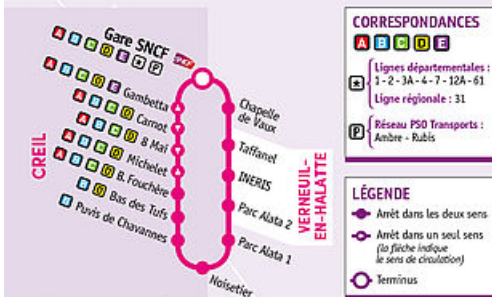 A B C D E * P Gare SNCF SNCF
A B C D E Gambetta
A B C D Carnot
A B C D 8 Mai
A B C D Michelet
A B C D B. Fouchère
B D Bas des Tufs
B Puvis de Chavannes
CREIL
Chapelle
de Vaux
Taffanel
INERIS
Parc Alata 2
Parc Alata 1
Noisetier
VERNEUIL-
EN-HALATTE
CORRESPONDANCES
A B C D E
* Lignes départementales :
1 - 2 - 3A - 4 - 7 - 12A - 61
Ligne régionale : 31
P Réseau PSO Transports :
Ambre - Rubis
LÉGENDE
Arrêt dans les deux sens
Arrêt dans un seul sens
(la flèche indique
le sens de circulation)
Terminus